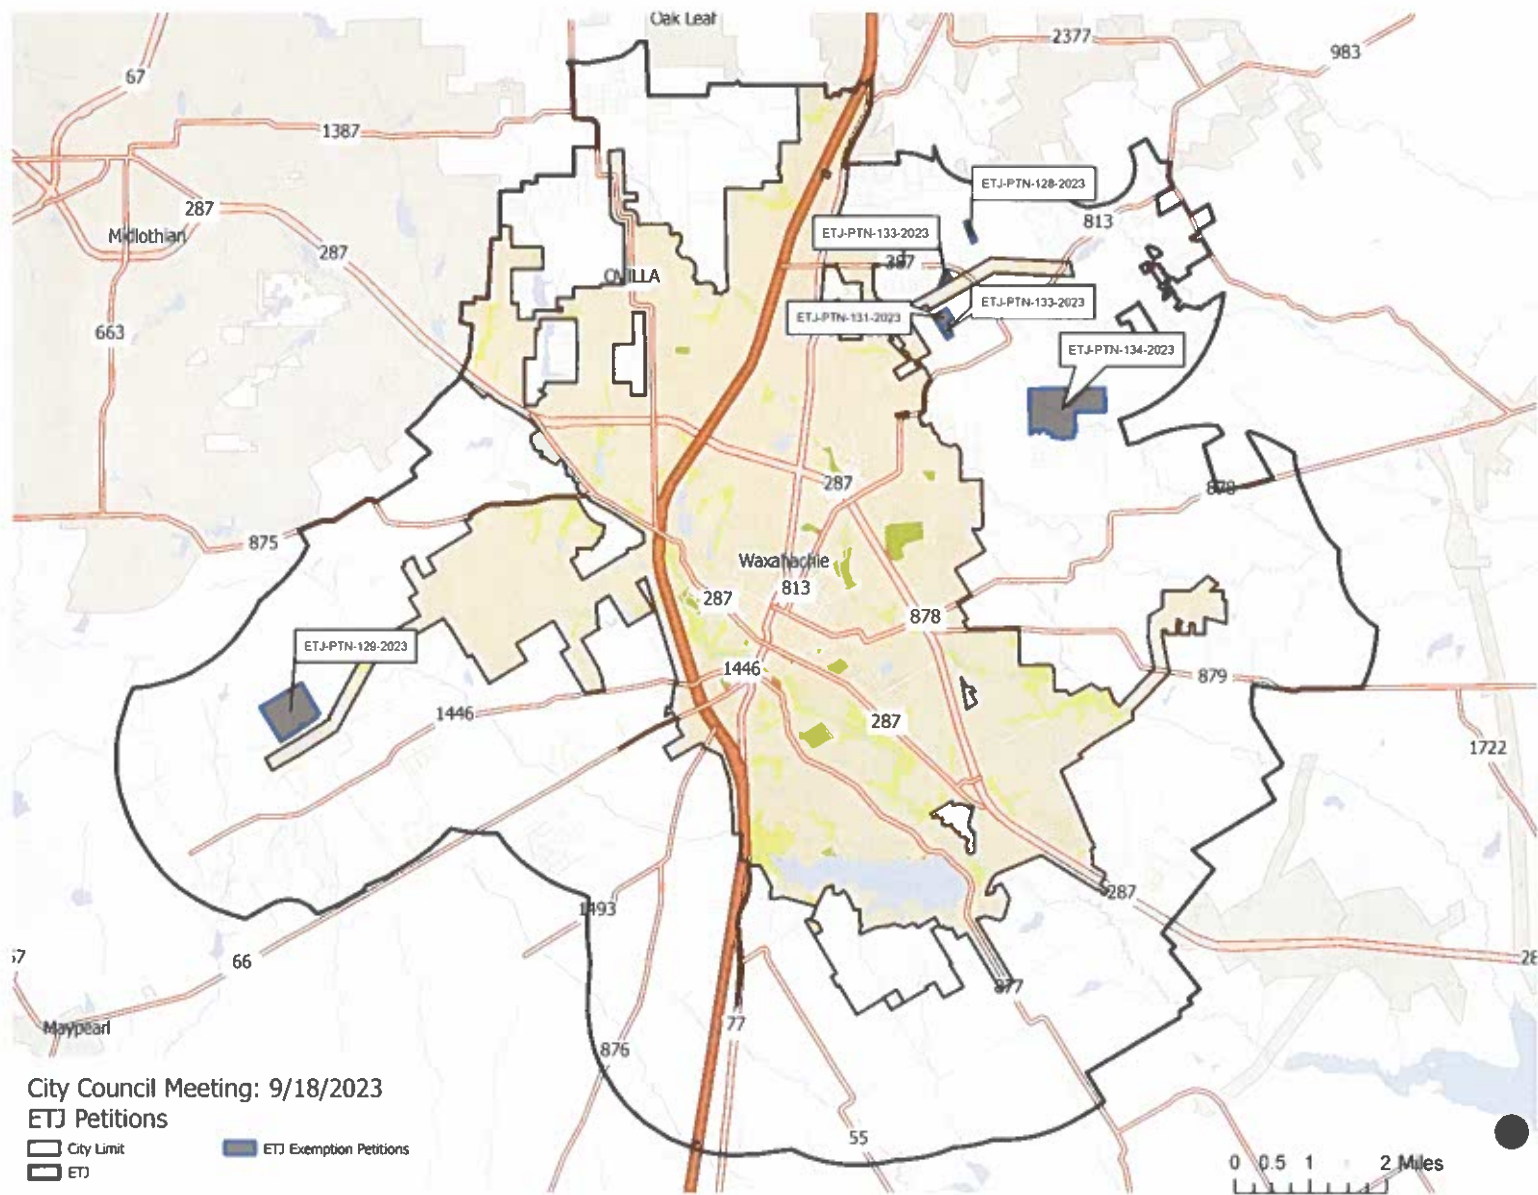 Oak Leaf
2377
983
67
1387
ETJ-PTN-128-2023
287
813
ETJ-PTN-133-2023
Midlothian
287
387
OVILLA
ETJ-PTN-133-2023
ETJ-PTN-131-2023
663
ETJ-PTN-134-2023
287
878
875
Waxahachie
813
287
878
ETJ-PTN-129-2023
1446
879
1446
287
1722
287
1493
66
877
Maypearl
77
876
City Council Meeting: 9/18/2023
ETJ Petitions
City Limit
ETJ Exemption Petitions
ETJ
55
0 0.5 1 2 Miles